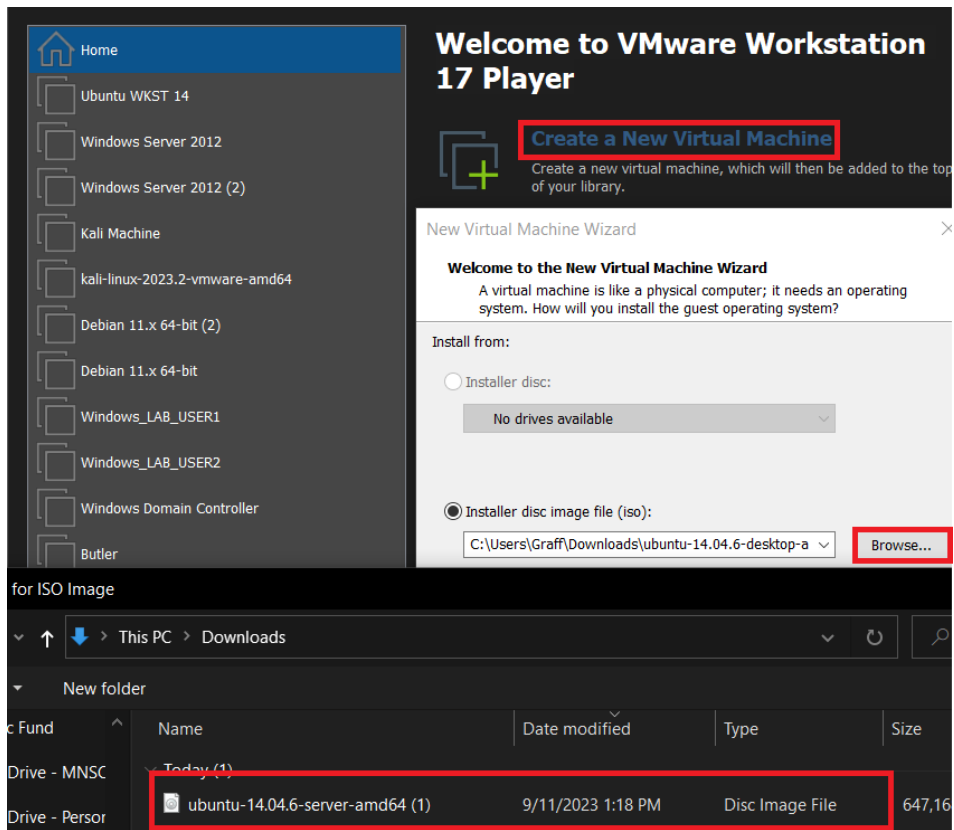 Home
Ubuntu WKST 14
Windows Server 2012
Windows Server 2012 (2)
Kali Machine
kali-linux-2023.2-vmware-amd64
Debian 11.x 64-bit (2)
Debian 11.x 64-bit
Windows_LAB_USER1
Windows_LAB_USER2
Windows Domain Controller
Butler
Welcome to VMware Workstation
17 Player
Create a New Virtual Machine
Create a new virtual machine, which will then be added to the top
of your library.
New Virtual Machine Wizard
Welcome to the New Virtual Machine Wizard
A virtual machine is like a physical computer; it needs an operating
system. How will you install the guest operating system?
Install from:
Installer disc:
No drives available
Installer disc image file (iso):
C:\Users\Graff\Downloads\ubuntu-14.04.6-desktop-a
Browse...
for ISO Image
This PC > Downloads
New folder
c Fund
Drive - MNSC
Drive - Person
Name Date modified Type Size
Today (1)
ubuntu-14.04.6-server-amd64 (1) 9/11/2023 1:18 PM Disc Image File 647,16